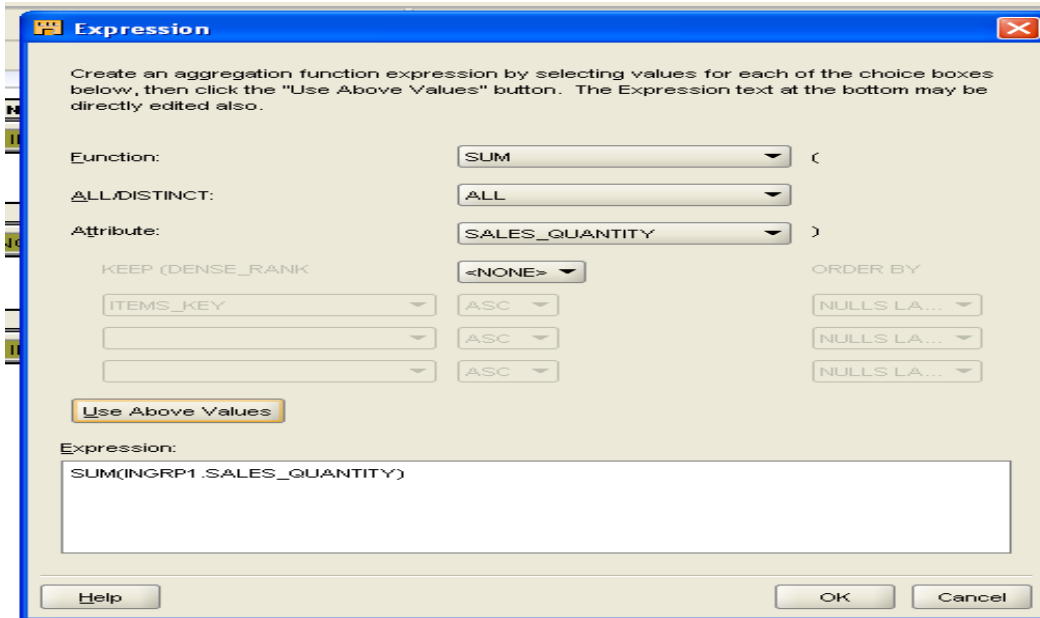 Expression
Create an aggregation function expression by selecting values for each of the choice boxes
below, then click the "Use Above Values" button. The Expression text at the bottom may be
directly edited also.
Function: SUM (
ALL/DISTINCT: ALL
Attribute: SALES_QUANTITY )
KEEP (DENSE_RANK <NONE> ORDER BY
ITEMS_KEY ASC NULLS LA...
ASC NULLS LA...
ASC NULLS LA...
Use Above Values
Expression:
SUM(INGRP1.SALES_QUANTITY)
Help OK Cancel